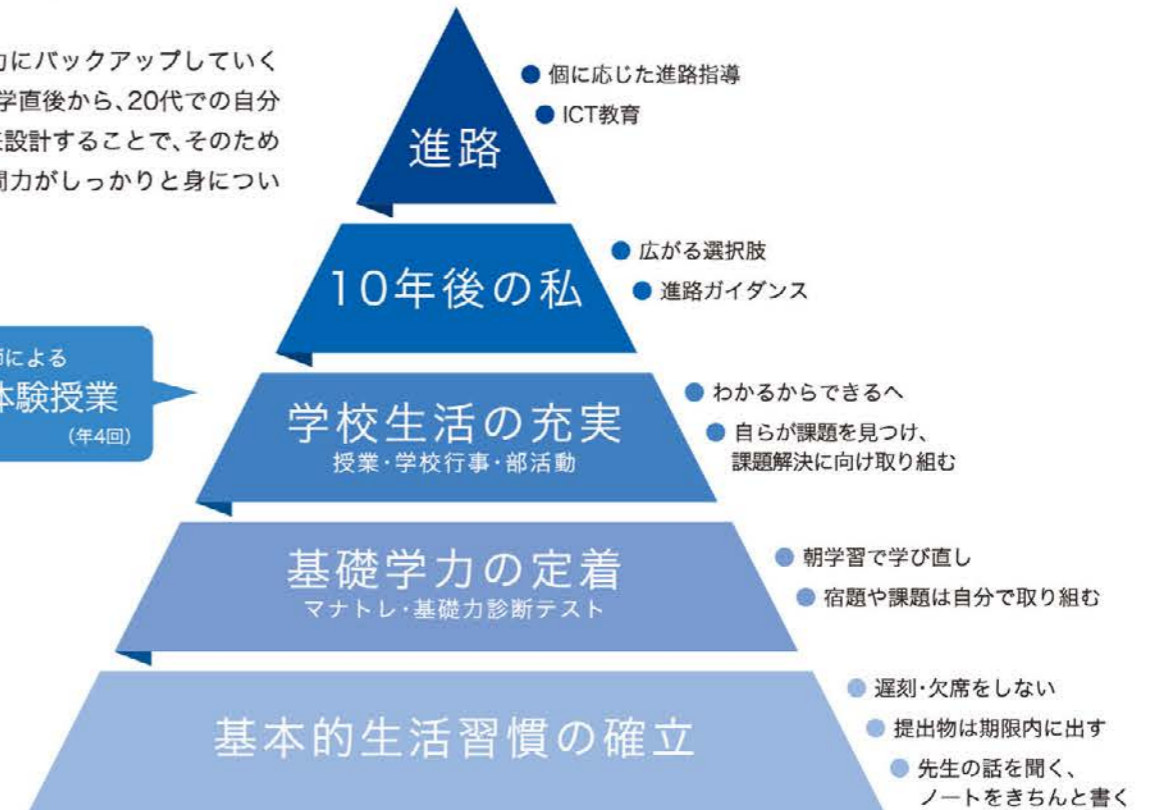 にバックアップしていく
学直後から、20代での自分
設計することで、そのため
力がしっかりと身につい
進路
● 個に応じた進路指導
● ICT教育
10年後の私
● 広がる選択肢
● 進路ガイダンス
による
体験授業
(年4回)
学校生活の充実
授業・学校行事・部活動
● わかるからできるへ
● 自らが課題を見つけ、
課題解決に向け取り組む
基礎学力の定着
マナトレ・基礎力診断テスト
● 朝学習で学び直し
● 宿題や課題は自分で取り組む
基本的生活習慣の確立
● 遅刻・欠席をしない
● 提出物は期限内に出す
● 先生の話を聞く、
ノートをきちんと書く